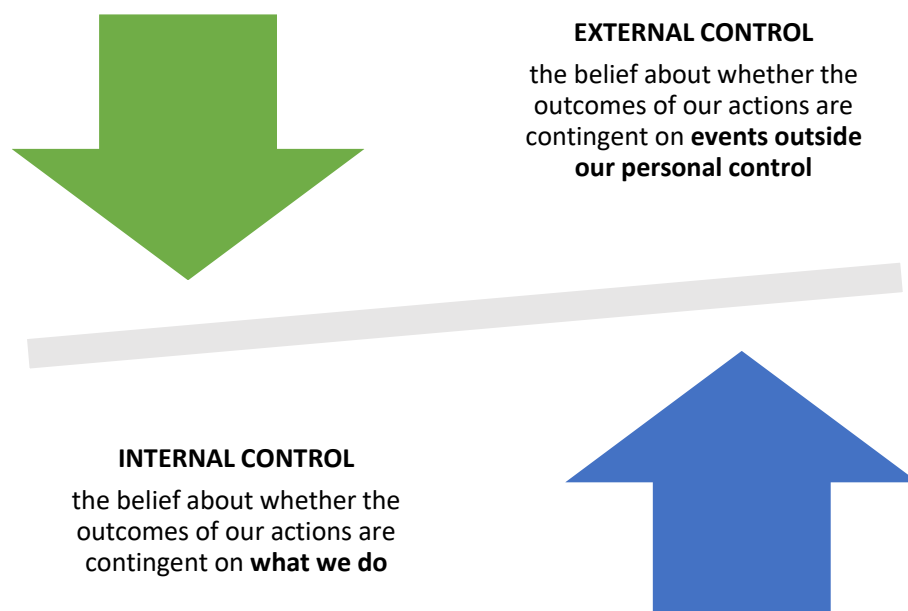 EXTERNAL CONTROL
the belief about whether the
outcomes of our actions are
contingent on events outside
our personal control
INTERNAL CONTROL
the belief about whether the
outcomes of our actions are
contingent on what we do